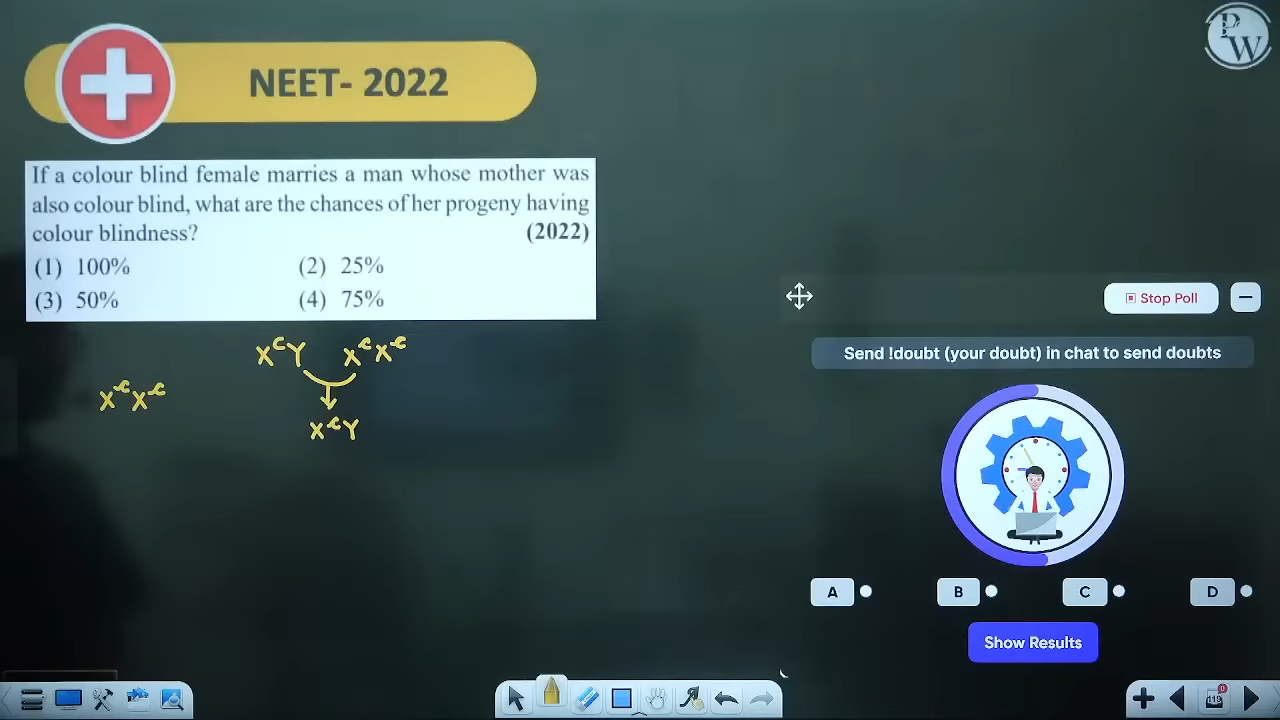 PW
NEET- 2022
If a colour blind female marries a man whose mother was
also colour blind, what are the chances of her progeny having
colour blindness? (2022)
(1) 100% (2) 25%
(3) 50% (4) 75%
Stop Poll
Send !doubt (your doubt) in chat to send doubts
XᶜY XᶜXᶜ
XᶜXᶜ
XᶜY
A B C D
Show Results